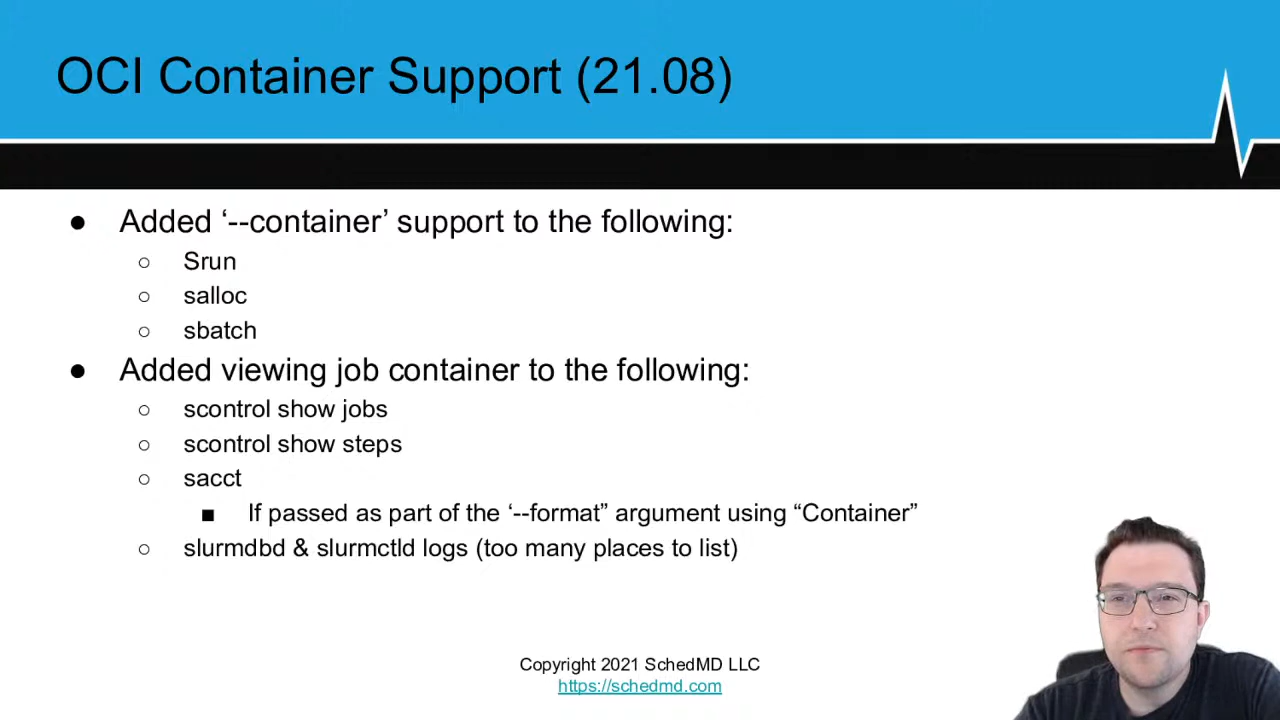 OCI Container Support (21.08)
● Added ‘--container’ support to the following:
○ Srun
○ salloc
○ sbatch
● Added viewing job container to the following:
○ scontrol show jobs
○ scontrol show steps
○ sacct
■ If passed as part of the ‘--format” argument using “Container”
○ slurmdbd & slurmctld logs (too many places to list)
Copyright 2021 SchedMD LLC
https://schedmd.com